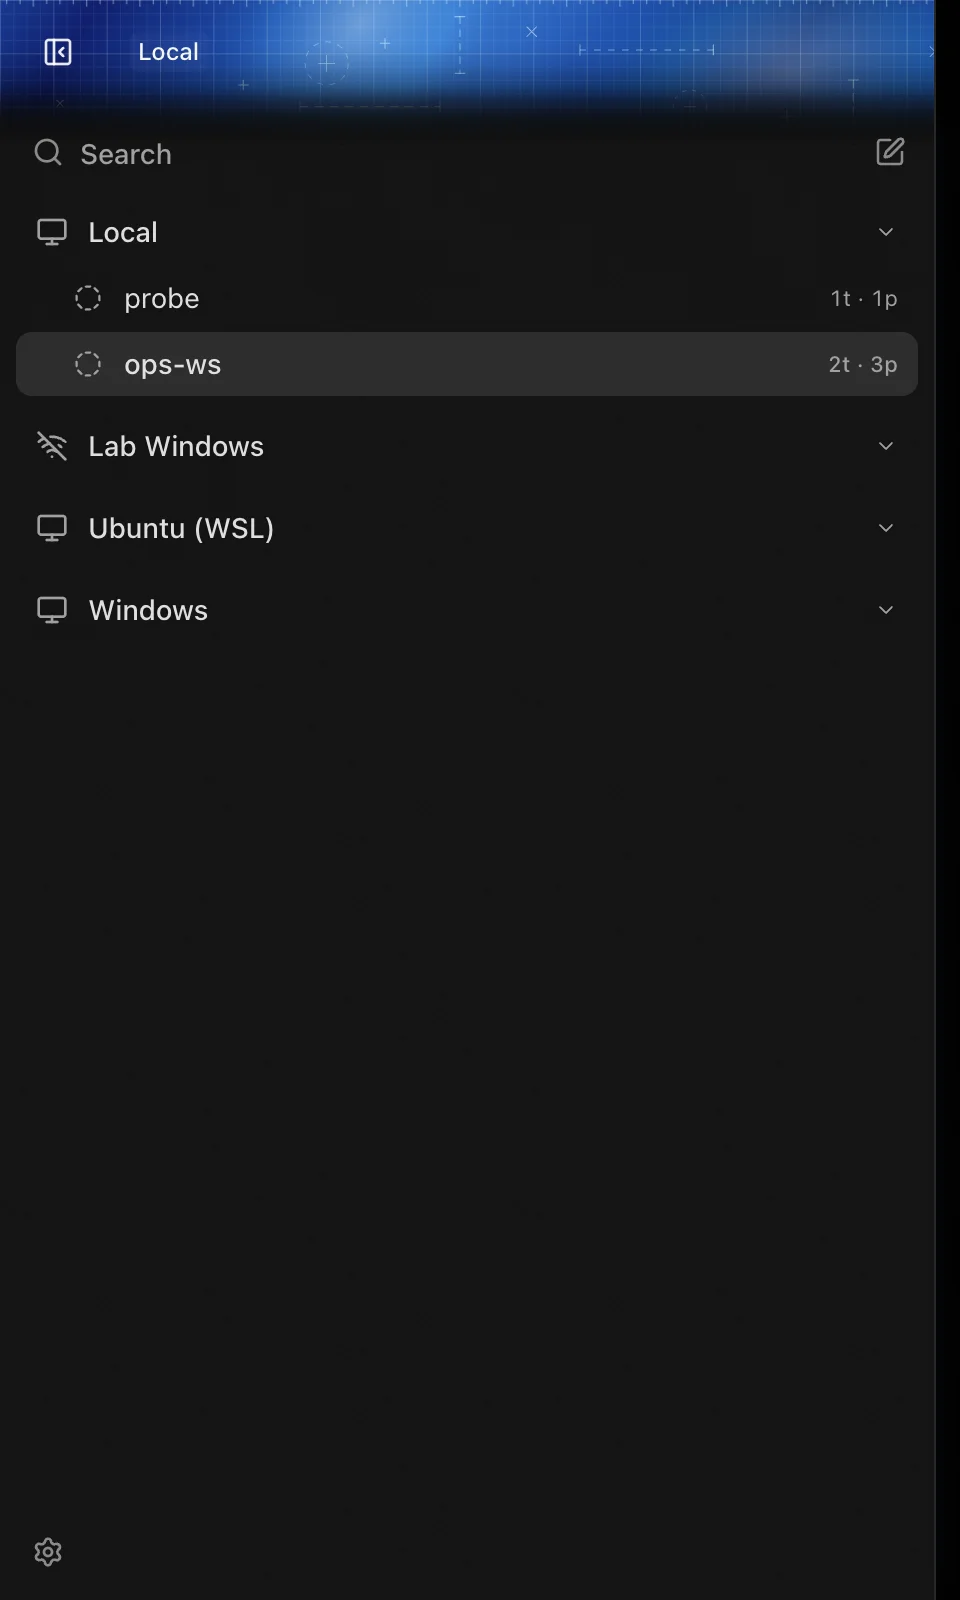 Local
Search
Local
probe 1t · 1p
ops-ws 2t · 3p
Lab Windows
Ubuntu (WSL)
Windows